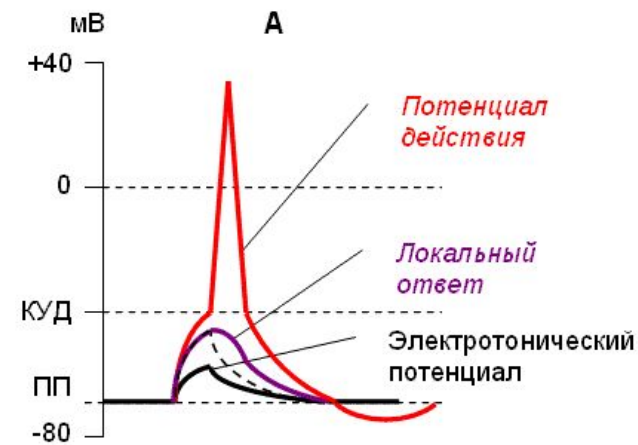 мВ
А
+40
Потенциал
действия
0
Локальный
ответ
КУД
Электротонический
потенциал
ПП
-80